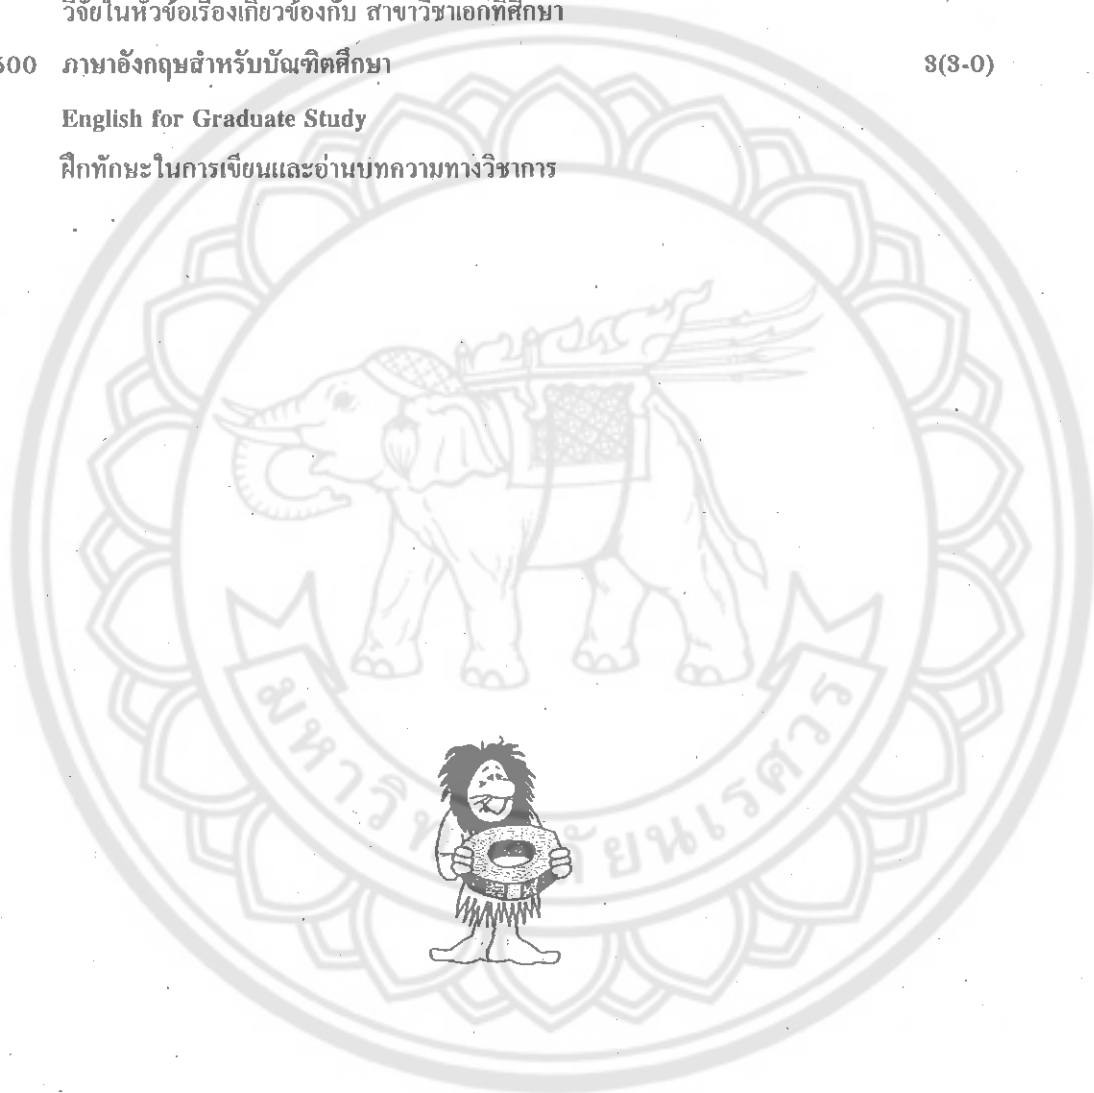 วิจัยในหัวข้อเรื่องเกี่ยวข้องกับ สาขาวิชาเอกที่ศึกษา
500 ภาษาอังกฤษสำหรับบัณฑิตศึกษา 3(3-0)
English for Graduate Study
ฝึกทักษะในการเขียนและอ่านบทความทางวิชาการ